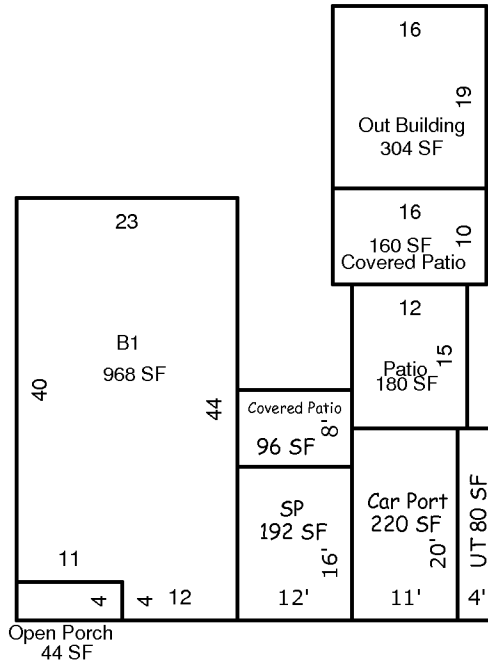 16
19
Out Building
304 SF
16
10
160 SF
Covered Patio
23
B1
968 SF
40
44
11
4
4
12
Open Porch
44 SF
12
15
Patio
180 SF
Covered Patio
8'
96 SF
SP
192 SF
16'
12'
Car Port
220 SF
20'
11'
UT 80 SF
4'